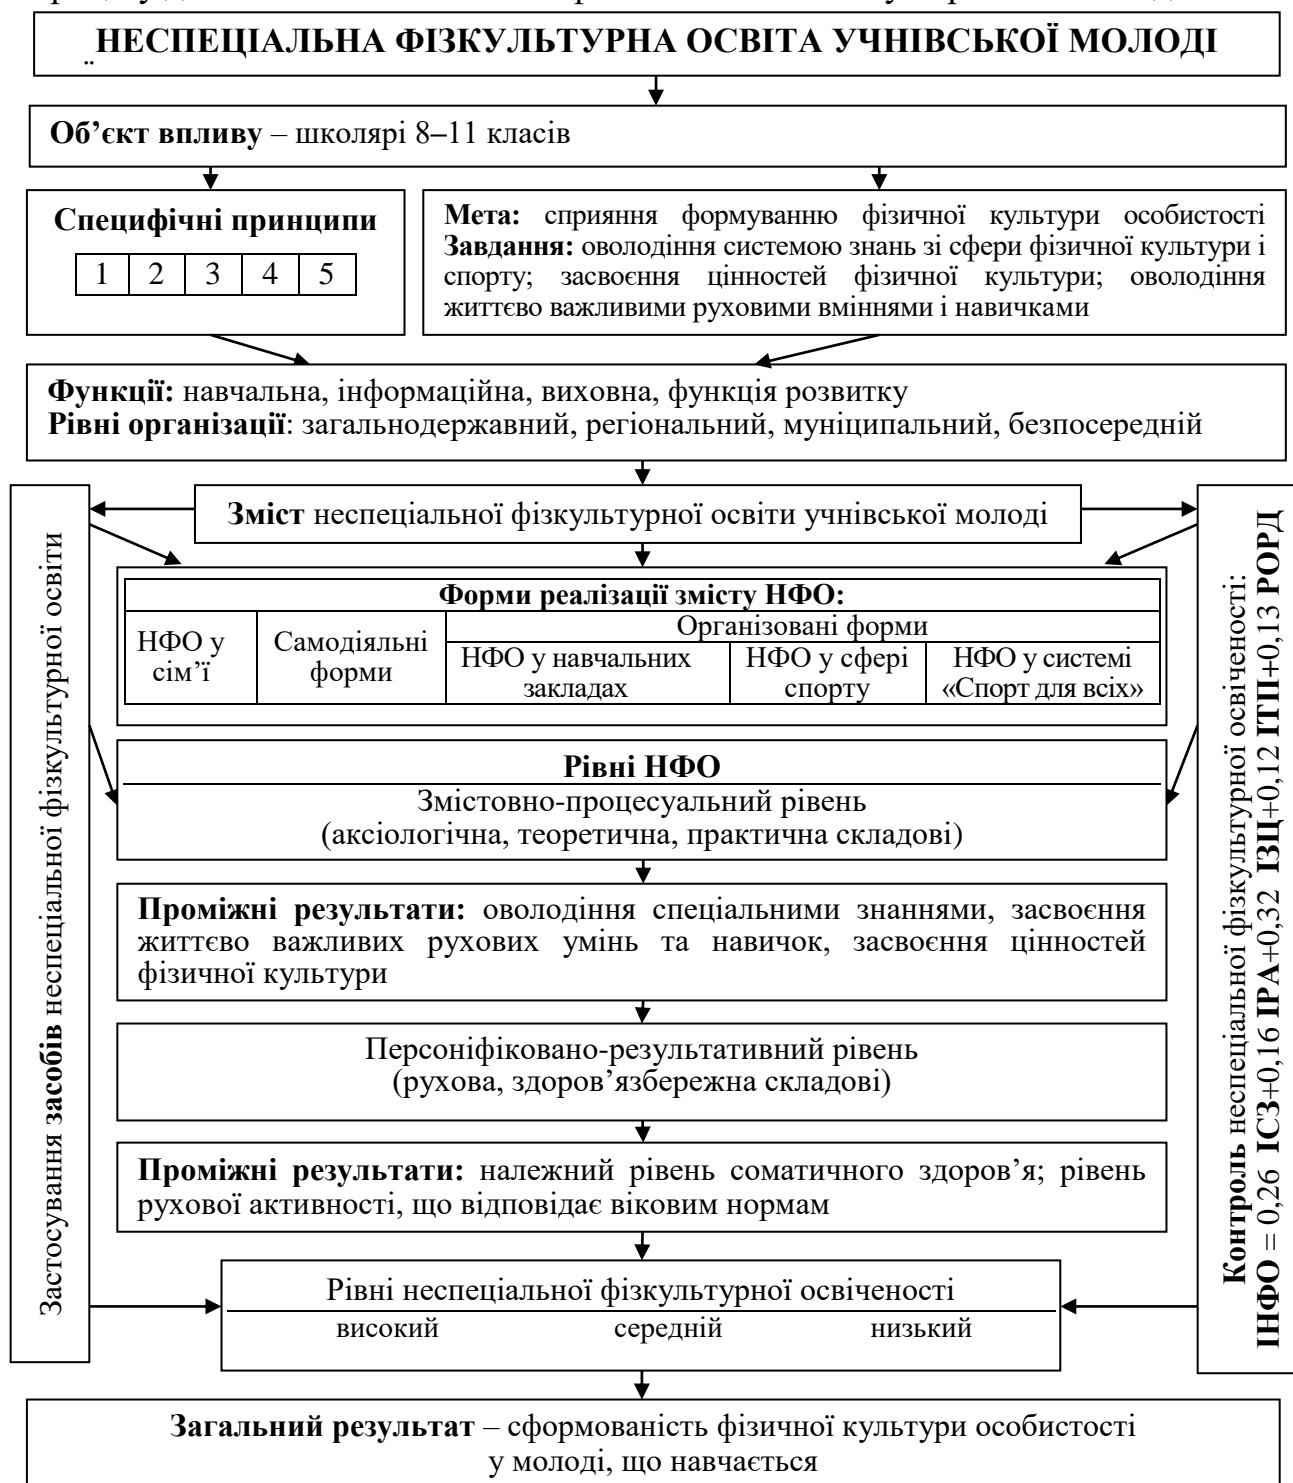 НЕСПЕЦІАЛЬНА ФІЗКУЛЬТУРНА ОСВІТА УЧНІВСЬКОЇ МОЛОДІ
Об’єкт впливу – школярі 8–11 класів
Специфічні принципи
1 2 3 4 5
Мета: сприяння формуванню фізичної культури особистості
Завдання: оволодіння системою знань зі сфери фізичної культури і
спорту; засвоєння цінностей фізичної культури; оволодіння
життєво важливими руховими вміннями і навичками
Функції: навчальна, інформаційна, виховна, функція розвитку
Рівні організації: загальнодержавний, регіональний, муніципальний, безпосередній
Застосування засобів неспеціальної фізкультурної освіти
Зміст неспеціальної фізкультурної освіти учнівської молоді
Форми реалізації змісту НФО:
НФО у
сім’ї
Самодіяльні
форми
Організовані форми
НФО у навчальних
закладах
НФО у сфері
спорту
НФО у системі
«Спорт для всіх»
Рівні НФО
Змістовно-процесуальний рівень
(аксіологічна, теоретична, практична складові)
Проміжні результати: оволодіння спеціальними знаннями, засвоєння
життєво важливих рухових умінь та навичок, засвоєння цінностей
фізичної культури
Персоніфіковано-результативний рівень
(рухова, здоров’язбережна складові)
Проміжні результати: належний рівень соматичного здоров’я; рівень
рухової активності, що відповідає віковим нормам
Рівні неспеціальної фізкультурної освіченості
високий середній низький
Контроль неспеціальної фізкультурної освіченості:
ІНФО = 0,26 ІСЗ+0,16 ІРА+0,32 ІЗЦ+0,12 ІТП+0,13 РОРД
Загальний результат – сформованість фізичної культури особистості
у молоді, що навчається